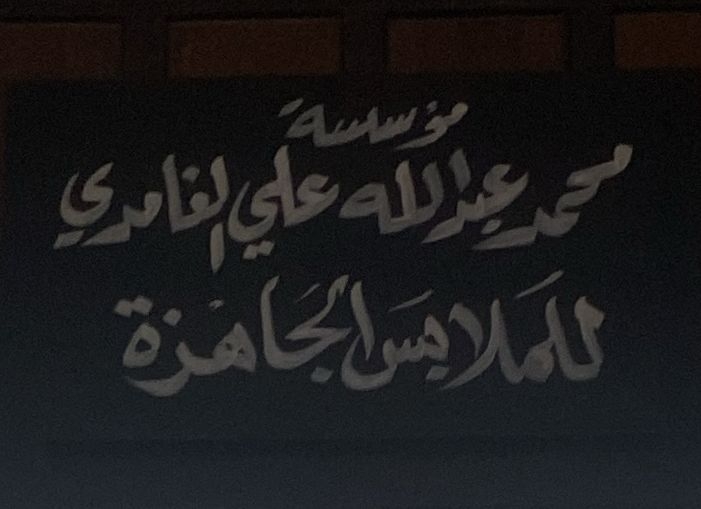 مؤسسة
محمد عبدالله علي الغامدي
للملابس الجاهزة